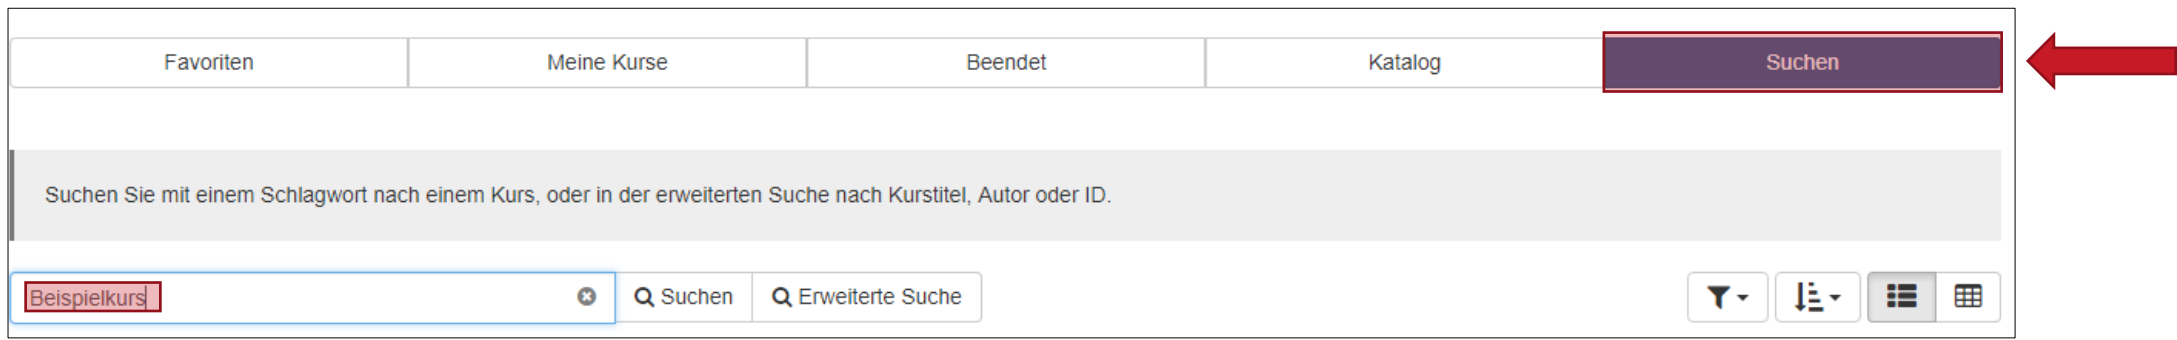 Favoriten Meine Kurse Beendet Katalog Suchen
Suchen Sie mit einem Schlagwort nach einem Kurs, oder in der erweiterten Suche nach Kurstitel, Autor oder ID.
Beispielkurs Suchen Erweiterte Suche